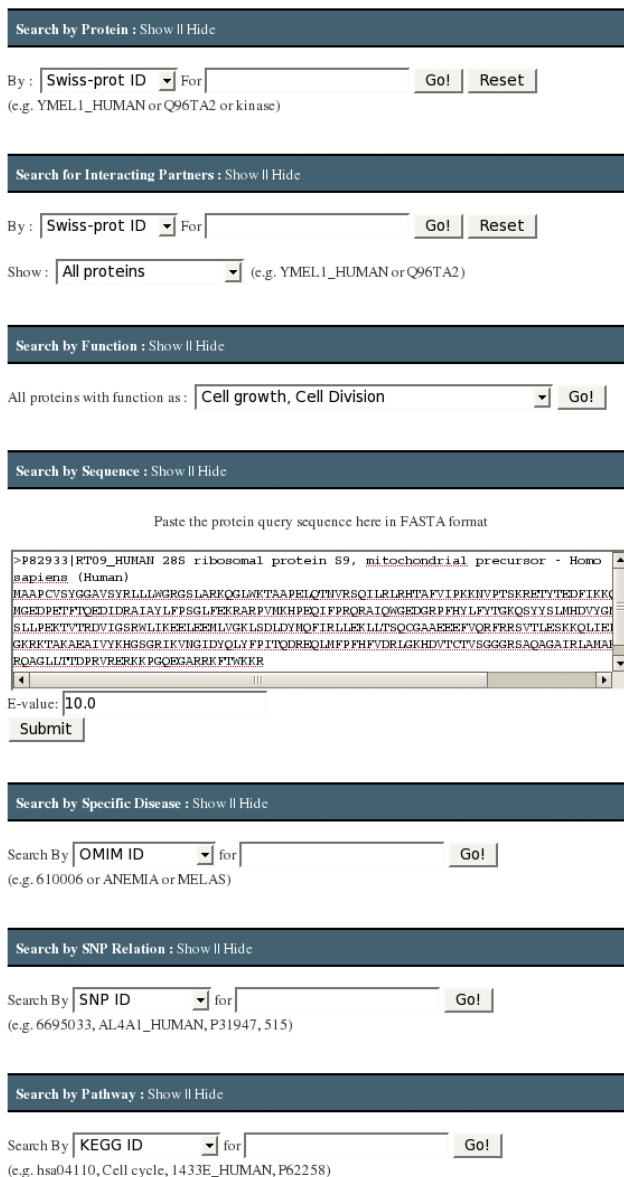 Search by Protein : Show || Hide
By : Swiss-prot ID For Go! Reset
(e.g. YMEL1_HUMAN or Q96TA2 or kinase)
Search for Interacting Partners : Show || Hide
By : Swiss-prot ID For Go! Reset
Show : All proteins (e.g. YMEL1_HUMAN or Q96TA2)
Search by Function : Show || Hide
All proteins with function as : Cell growth, Cell Division Go!
Search by Sequence : Show || Hide
Paste the protein query sequence here in FASTA format
>P82933|RT09_HUMAN 28S ribosomal protein S9, mitochondrial precursor - Homo
sapiens (Human)
MAAPCVSYGGAVSYRLLLWGRGSLARKQGLWKTAAPELQTNVRSQILRLRHTAFVIPKKNVPTSKRETYTEDFIKKQ
MGEDPETFTQEDIDRAIAYLFPSGLFEKRARPVMKHPEQIFPRQRAIQWGEDGRPFHYLFYTGKQSYYSLMHDVYG
SLLPEKTVTRDVIGSRWLIKEELEEMLVGKLSDLDYMQFIRLLEKLLTSQCGAAEEEFVQRFRRSVTLESKKQLIE
GKRKTAKAEAIVYKHGSGRIKVNGIDYQLYFPITQDREQLMFPFHFVDRLGKHDVTCTVSGGGRSAQAGAIRLAMA
RQAGLLTTDPRVRERKKPGQEGARRKFTWKKR
E-value: 10.0
Submit
Search by Specific Disease : Show || Hide
Search By OMIM ID for Go!
(e.g. 610006 or ANEMIA or MELAS)
Search by SNP Relation : Show || Hide
Search By SNP ID for Go!
(e.g. 6695033, AL4A1_HUMAN, P31947, 515)
Search by Pathway : Show || Hide
Search By KEGG ID for Go!
(e.g. hsa04110, Cell cycle, 1433E_HUMAN, P62258)